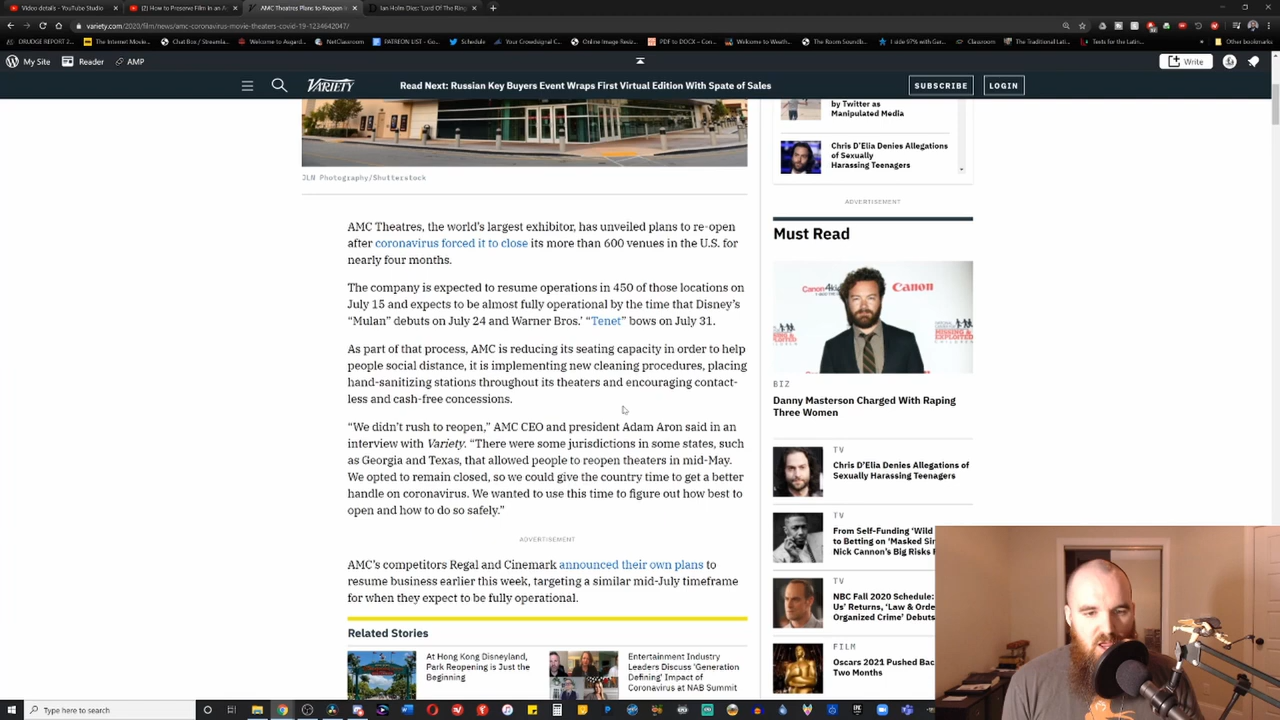 Video details - YouTube Studio
(2) How to Preserve Film in an A
AMC Theatres Plans to Reopen
Ian Holm Dies: 'Lord Of The Ring
variety.com/2020/film/news/amc-coronavirus-movie-theaters-covid-19-1234642047/
DRUDGE REPORT 2
The Internet Movie...
Chat Box / Streamla...
Welcome to Asgard...
NetClassroom
PATREON LIST - Go...
Schedule
Your Crowdsignal C...
Online Image Resiz...
PDF to DOCX – Con...
Welcome to Weath...
The Room Soundb...
I side 97% with Ger...
Classroom
The Traditional Lati...
Tests for the Latin...
Other bookmarks
My Site
Reader
AMP
Write
VARIETY
Read Next: Russian Key Buyers Event Wraps First Virtual Edition With Spate of Sales
SUBSCRIBE
LOGIN
JLN Photography/Shutterstock
AMC Theatres, the world's largest exhibitor, has unveiled plans to re-open
after coronavirus forced it to close its more than 600 venues in the U.S. for
nearly four months.
The company is expected to resume operations in 450 of those locations on
July 15 and expects to be almost fully operational by the time that Disney's
"Mulan" debuts on July 24 and Warner Bros.' "Tenet" bows on July 31.
As part of that process, AMC is reducing its seating capacity in order to help
people social distance, it is implementing new cleaning procedures, placing
hand-sanitizing stations throughout its theaters and encouraging contact-
less and cash-free concessions.
"We didn't rush to reopen," AMC CEO and president Adam Aron said in an
interview with Variety. "There were some jurisdictions in some states, such
as Georgia and Texas, that allowed people to reopen theaters in mid-May.
We opted to remain closed, so we could give the country time to get a better
handle on coronavirus. We wanted to use this time to figure out how best to
open and how to do so safely."
ADVERTISEMENT
AMC's competitors Regal and Cinemark announced their own plans to
resume business earlier this week, targeting a similar mid-July timeframe
for when they expect to be fully operational.
Related Stories
At Hong Kong Disneyland,
Park Reopening is Just the
Beginning
Entertainment Industry
Leaders Discuss 'Generation
Defining' Impact of
Coronavirus at NAB Summit
by Twitter as
Manipulated Media
Chris D'Elia Denies Allegations
of Sexually
Harassing Teenagers
ADVERTISEMENT
Must Read
Canon
BIZ
Danny Masterson Charged With Raping
Three Women
TV
Chris D'Elia Denies Allegations of
Sexually Harassing Teenagers
TV
From Self-Funding 'Wild
to Betting on 'Masked Si
Nick Cannon's Big Risks
TV
NBC Fall 2020 Schedule:
Us' Returns, 'Law & Orde
Organized Crime' Debuts
FILM
Oscars 2021 Pushed Bac
Two Months
Type here to search